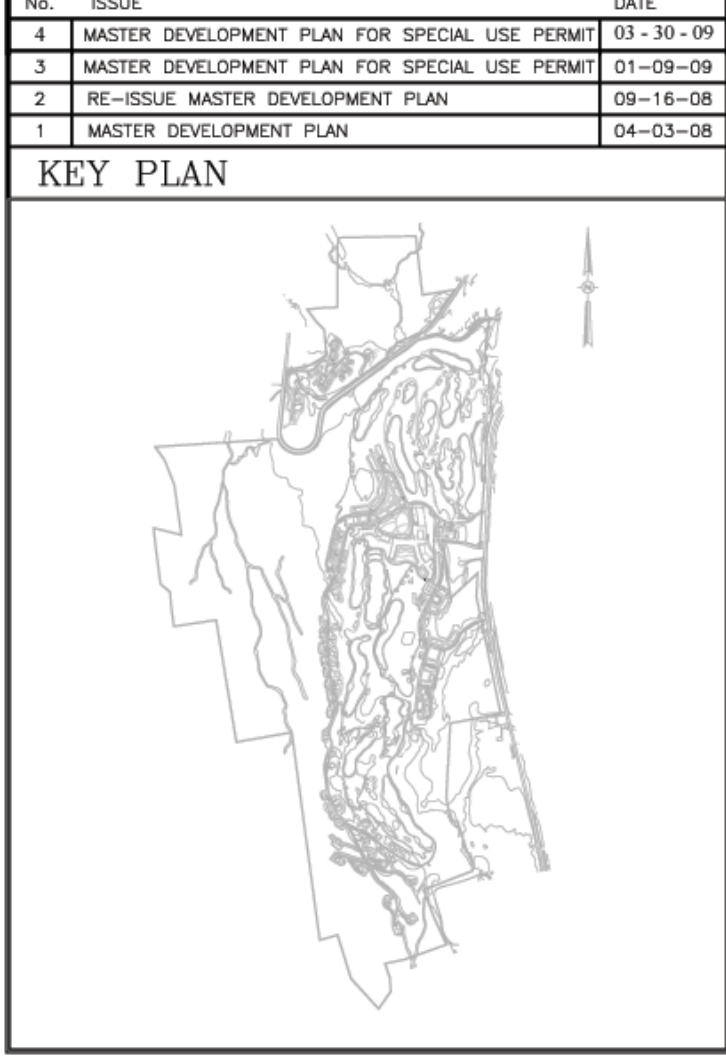 No. ISSUE DATE
4 MASTER DEVELOPMENT PLAN FOR SPECIAL USE PERMIT 03 - 30 - 09
3 MASTER DEVELOPMENT PLAN FOR SPECIAL USE PERMIT 01-09-09
2 RE-ISSUE MASTER DEVELOPMENT PLAN 09-16-08
1 MASTER DEVELOPMENT PLAN 04-03-08
KEY PLAN
N